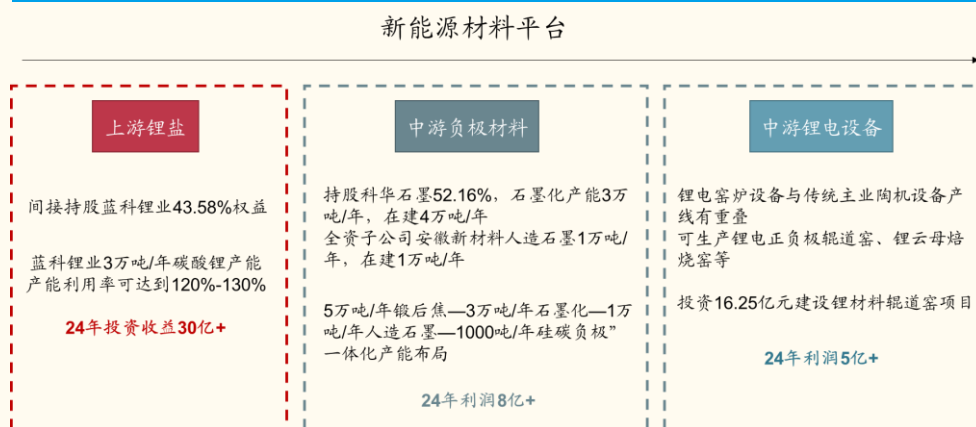 新能源材料平台
上游锂盐
间接持股蓝科锂业43.58%权益
蓝科锂业3万吨/年碳酸锂产能
产能利用率可达到120%-130%
24年投资收益30亿+
中游负极材料
持股科华石墨52.16%，石墨化产能3万
吨/年，在建4万吨/年
全资子公司安徽新材料人造石墨1万吨/
年，在建1万吨/年
5万吨/年锻后焦—3万吨/年石墨化—1万
吨/年人造石墨—1000吨/年硅碳负极”
一体化产能布局
24年利润8亿+
中游锂电设备
锂电窑炉设备与传统主业陶机设备产
线有重叠
可生产锂电正负极辊道窑、锂云母焙
烧窑等
投资16.25亿元建设锂材料辊道窑项目
24年利润5亿+